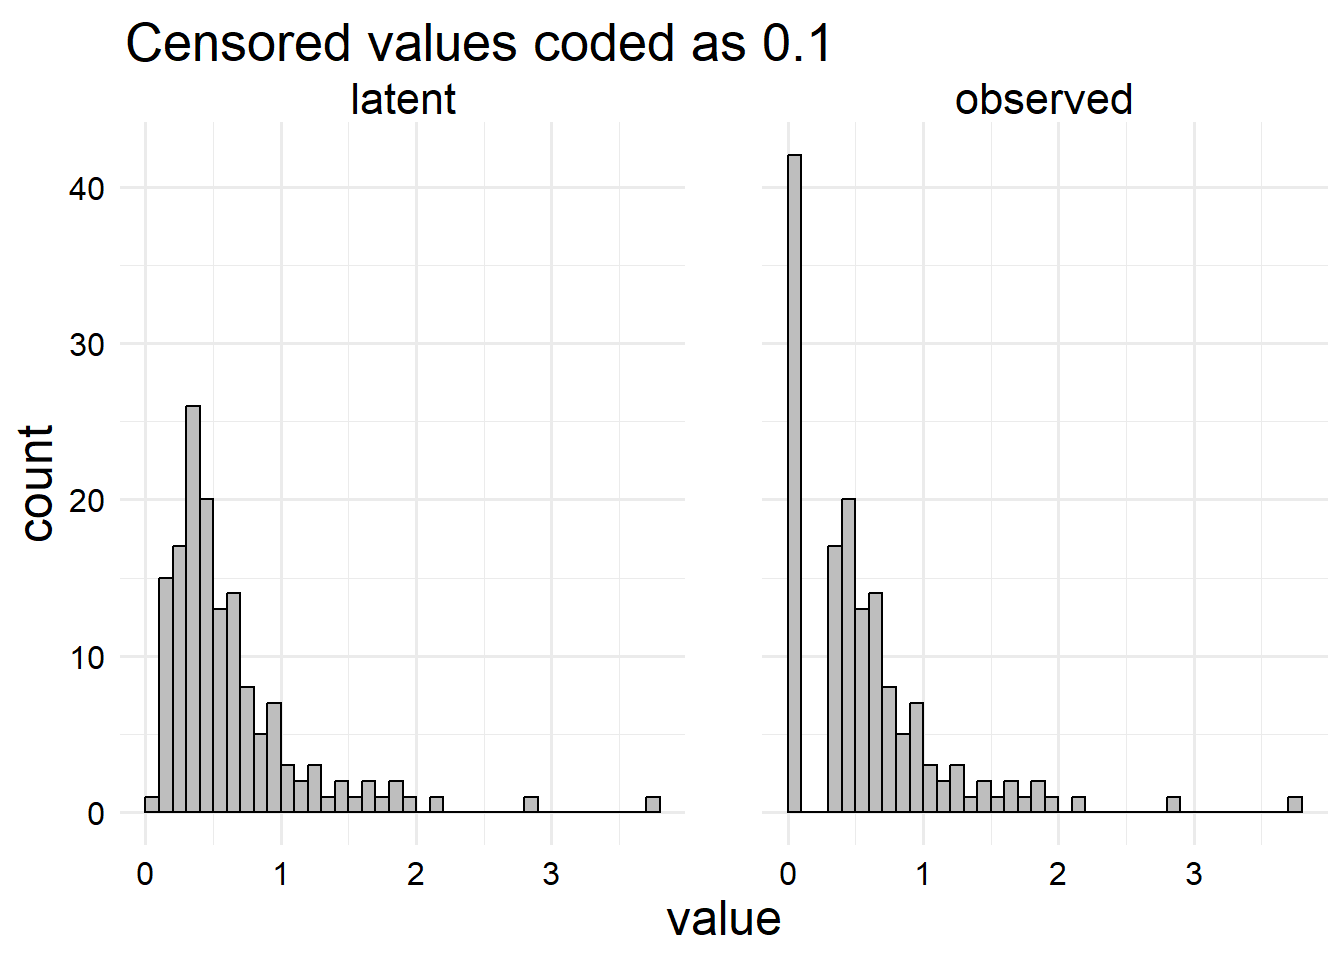 Censored values coded as 0.1
latent
observed
count
40
30
20
10
0
0 1 2 3
0 1 2 3
value